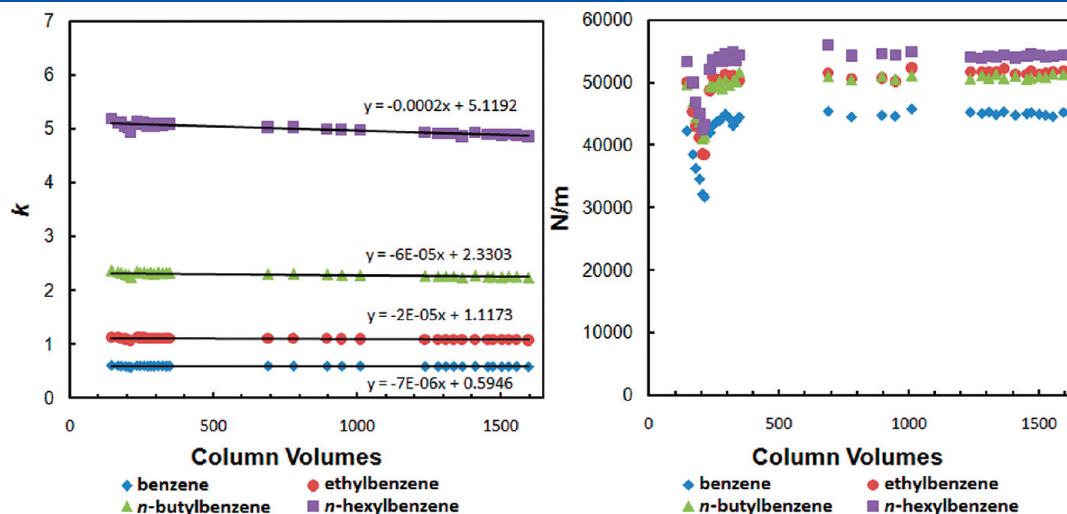 7
6
5
4
3
2
1
0
k
y = -0.0002x + 5.1192
y = -6E-05x + 2.3303
y = -2E-05x + 1.1173
y = -7E-06x + 0.5946
0 500 1000 1500
Column Volumes
benzene ethylbenzene
n-butylbenzene n-hexylbenzene
60000
50000
40000
30000
20000
10000
0
N/m
0 500 1000 1500
Column Volumes
benzene ethylbenzene
n-butylbenzene n-hexylbenzene